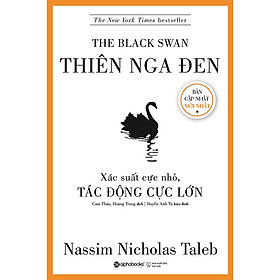 The New York Times bestseller
THE BLACK SWAN
THIÊN NGA ĐEN
BẢN
CẬP NHẬT
MỚI NHẤT
Xác suất cực nhỏ,
TÁC ĐỘNG CỰC LỚN
Cam Thảo, Hoàng Trung dịch | Huyền Anh Tú hiệu đính
Nassim Nicholas Taleb
alphabooks